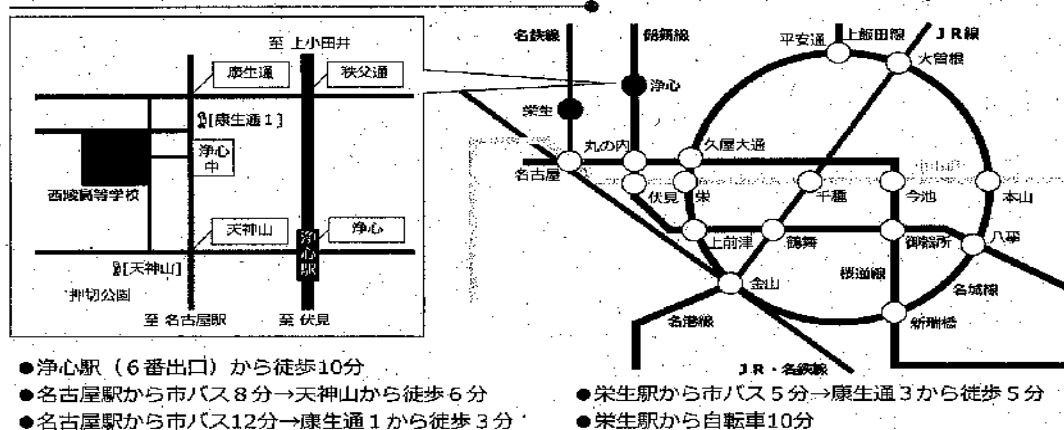 至 上小田井
康生通
秩父通
[康生通1]
浄心
中
西陵高等学校
天神山
浄心
浄心駅
[天神山]
押切公園
至 名古屋駅
至 伏見
名鉄線
鶴舞線
平安通
上飯田線
JR線
大曽根
浄心
栄生
丸の内
久屋大通
名古屋
伏見
栄
千種
今池
本山
上前津
鶴舞
御器所
八事
桜通線
金山
名城線
名港線
新瑞橋
JR・名鉄線
●浄心駅(6番出口)から徒歩10分
●名古屋駅から市バス8分→天神山から徒歩6分
●名古屋駅から市バス12分→康生通1から徒歩3分
●栄生駅から市バス5分→康生通3から徒歩5分
●栄生駅から自転車10分